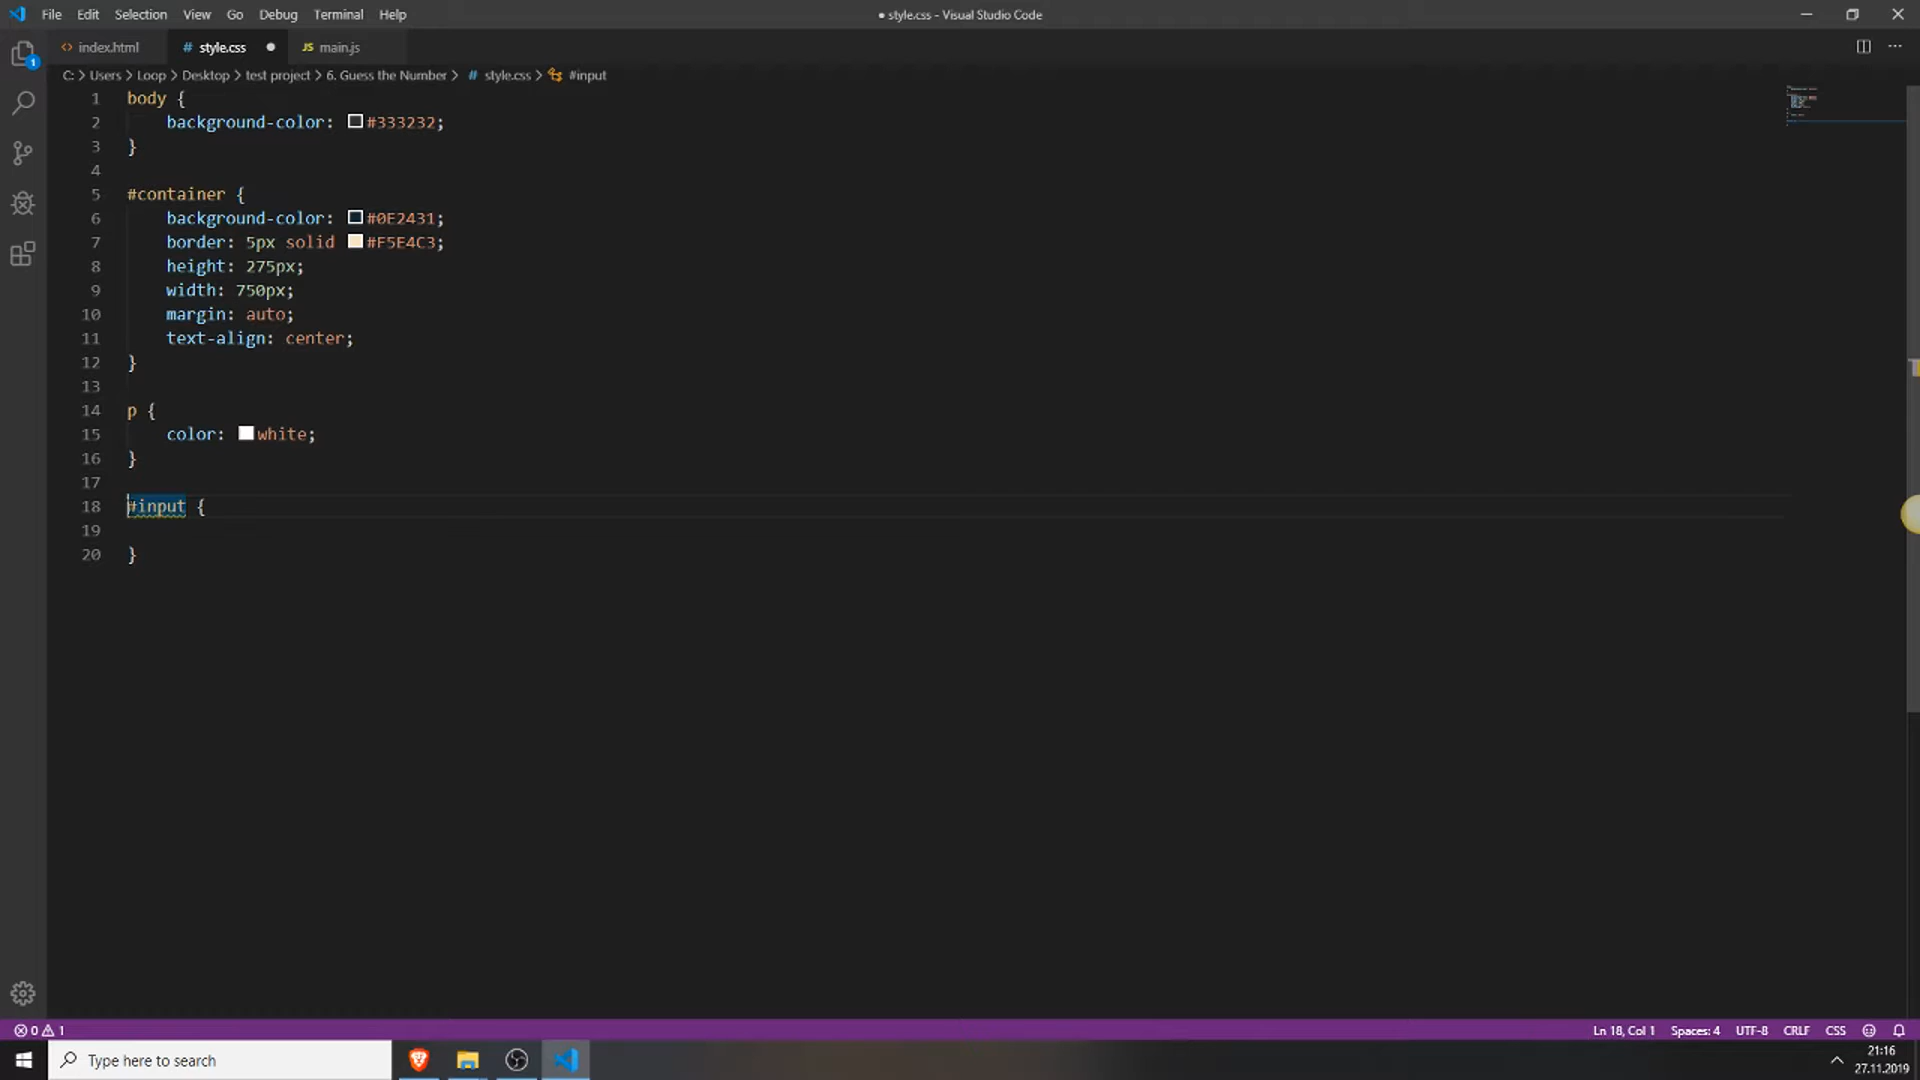 File Edit Selection View Go Debug Terminal Help
● style.css - Visual Studio Code
<> index.html # style.css ● JS main.js
C: > Users > Loop > Desktop > test project > 6. Guess the Number > # style.css > #input
1 body {
2 background-color: #333232;
3 }
4
5 #container {
6 background-color: #0E2431;
7 border: 5px solid #F5E4C3;
8 height: 275px;
9 width: 750px;
10 margin: auto;
11 text-align: center;
12 }
13
14 p {
15 color: white;
16 }
17
18 #input {
19
20 }
1
0 1
Ln 18, Col 1 Spaces: 4 UTF-8 CRLF CSS
Type here to search
21:16
27.11.2019